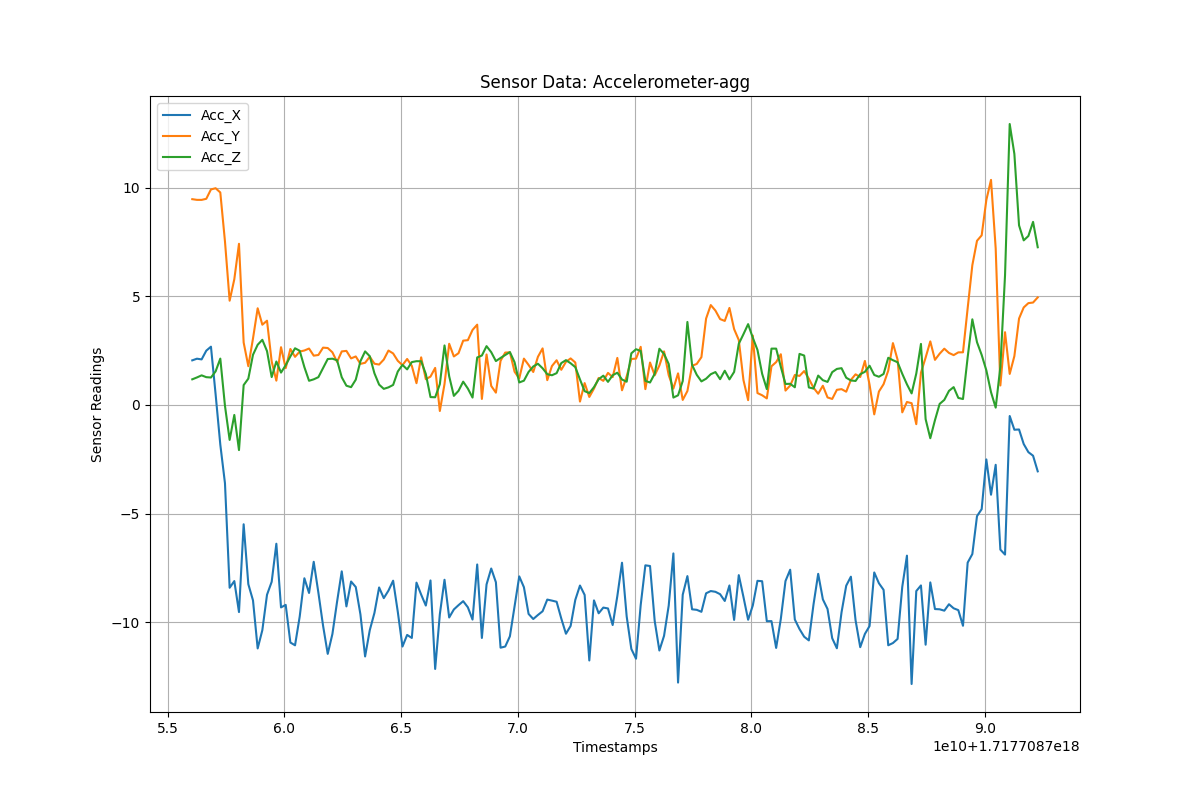 Sensor Data: Accelerometer-agg
Acc_X
Acc_Y
Acc_Z
10
5
0
−5
−10
Sensor Readings
5.5 6.0 6.5 7.0 7.5 8.0 8.5 9.0
Timestamps
1e10+1.7177087e18